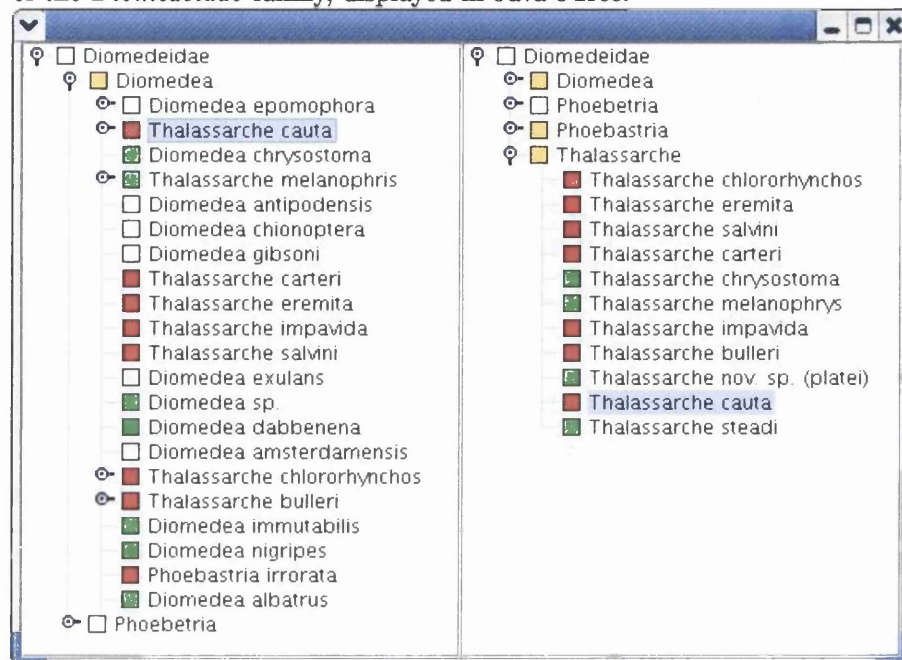 Diomedeidae
Diomedea
Diomedea epomophora
Thalassarche cauta
Diomedea chrysostoma
Thalassarche melanophris
Diomedea antipodensis
Diomedea chionoptera
Diomedea gibsoni
Thalassarche carteri
Thalassarche eremita
Thalassarche impavida
Thalassarche salvini
Diomedea exulans
Diomedea sp.
Diomedea dabbenena
Diomedea amsterdamensis
Thalassarche chlororhynchos
Thalassarche bulleri
Diomedea immutabilis
Diomedea nigripes
Phoebastria irrorata
Diomedea albatrus
Phoebetria
Diomedeidae
Diomedea
Phoebetria
Phoebastria
Thalassarche
Thalassarche chlororhynchos
Thalassarche eremita
Thalassarche salvini
Thalassarche carteri
Thalassarche chrysostoma
Thalassarche melanophrys
Thalassarche impavida
Thalassarche bulleri
Thalassarche nov. sp. (platei)
Thalassarche cauta
Thalassarche steadi